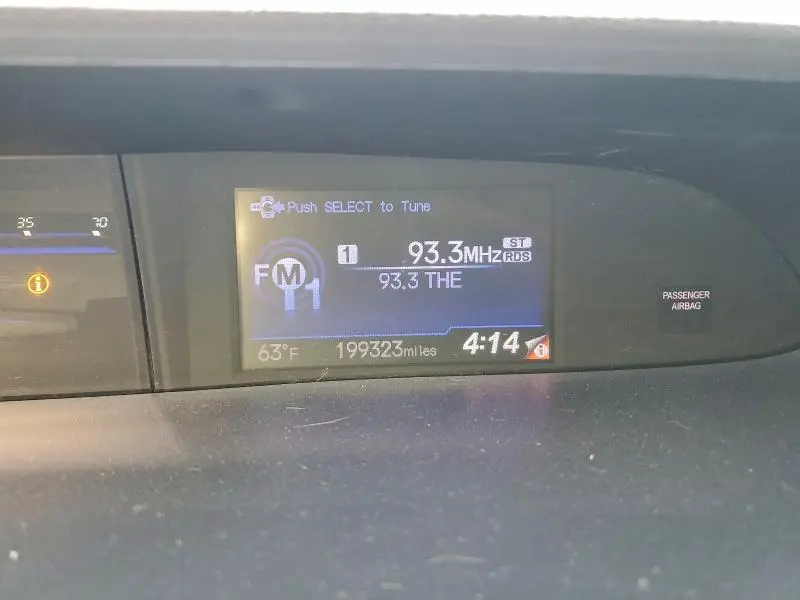 35 70
i
Push SELECT to Tune
FM 1
1 93.3MHz ST
RDS
93.3 THE
63°F 199323miles 4:14 i
PASSENGER
AIRBAG